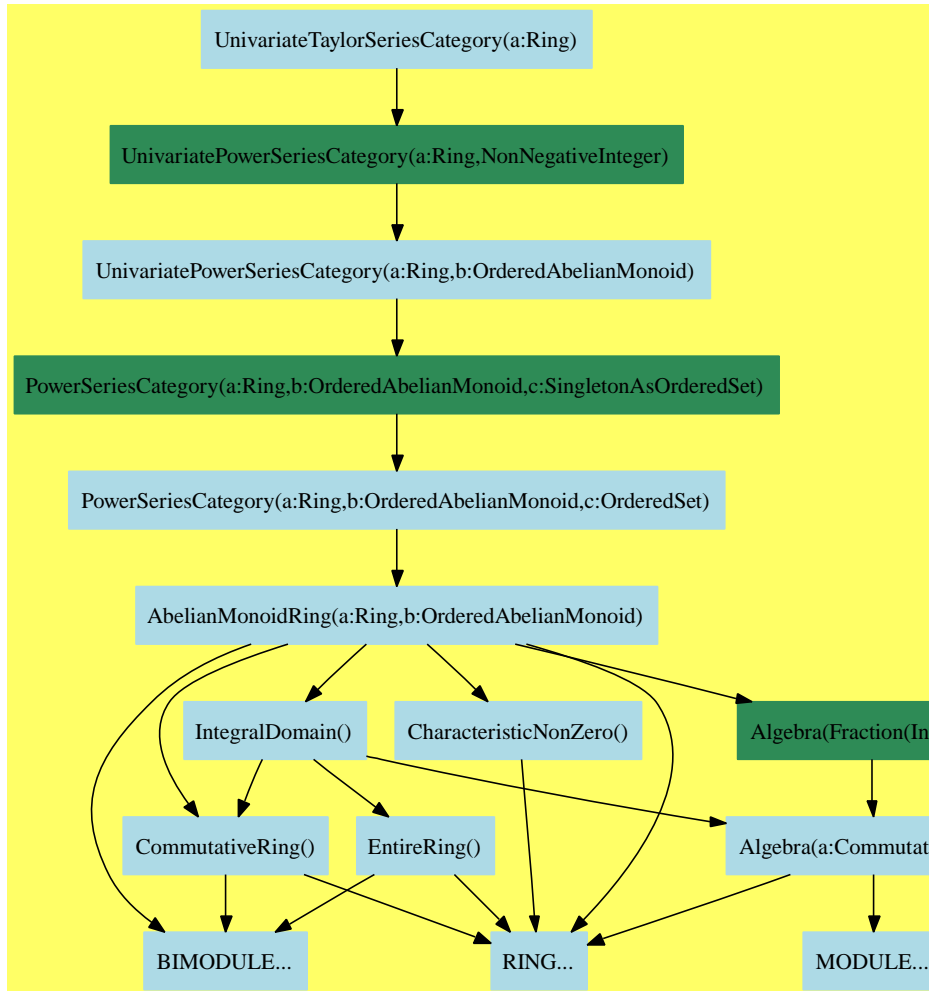 UnivariateTaylorSeriesCategory(a:Ring)
UnivariatePowerSeriesCategory(a:Ring,NonNegativeInteger)
UnivariatePowerSeriesCategory(a:Ring,b:OrderedAbelianMonoid)
PowerSeriesCategory(a:Ring,b:OrderedAbelianMonoid,c:SingletonAsOrderedSet)
PowerSeriesCategory(a:Ring,b:OrderedAbelianMonoid,c:OrderedSet)
AbelianMonoidRing(a:Ring,b:OrderedAbelianMonoid)
IntegralDomain()
CharacteristicNonZero()
Algebra(Fraction(In
CommutativeRing()
EntireRing()
Algebra(a:Commutat
BIMODULE...
RING...
MODULE...